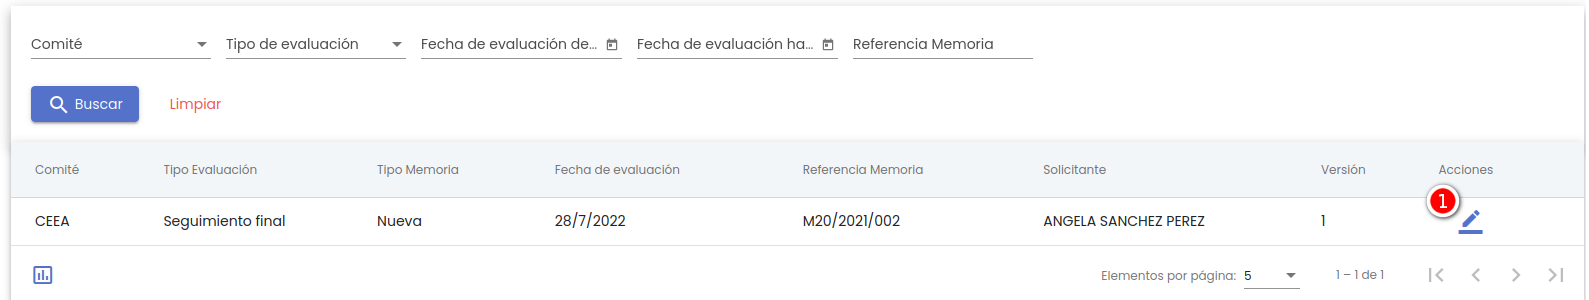 Comité Tipo de evaluación Fecha de evaluación de... Fecha de evaluación ha... Referencia Memoria
Buscar Limpiar
Comité Tipo Evaluación Tipo Memoria Fecha de evaluación Referencia Memoria Solicitante Versión Acciones
1
CEEA Seguimiento final Nueva 28/7/2022 M20/2021/002 ANGELA SANCHEZ PEREZ 1
Elementos por página: 5 1 – 1 de 1